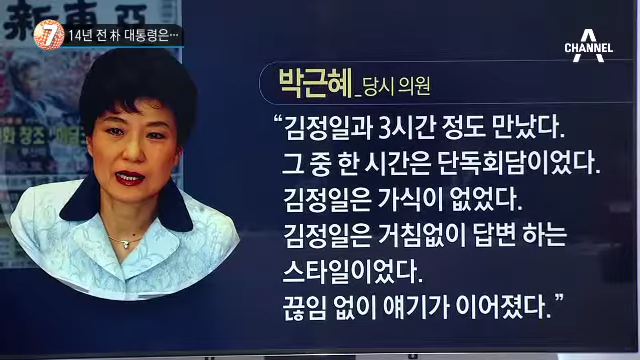 新東亞
7
14년 전 朴 대통령은…
CHANNEL A
박근혜_당시 의원
“김정일과 3시간 정도 만났다.
그 중 한 시간은 단독회담이었다.
김정일은 가식이 없었다.
김정일은 거침없이 답변 하는
스타일이었다.
끊임 없이 얘기가 이어졌다.”